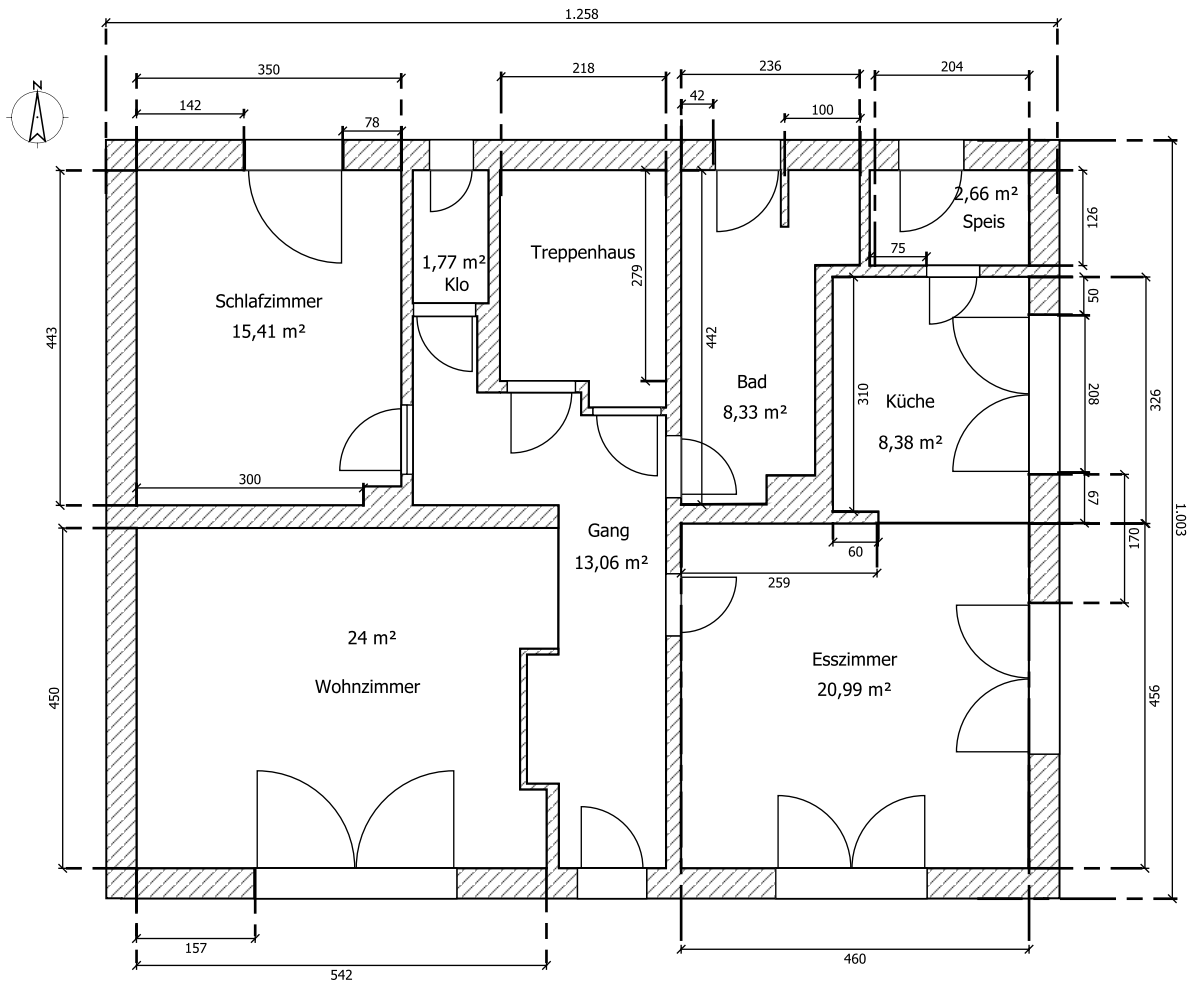 1.258
350
218
236
204
N
142
78
42
100
2,66 m²
Speis
126
75
1,77 m²
Klo
Treppenhaus
279
50
Schlafzimmer
15,41 m²
443
442
Bad
8,33 m²
310
Küche
8,38 m²
208
326
300
67
Gang
13,06 m²
1.003
170
60
259
24 m²
Wohnzimmer
450
Esszimmer
20,99 m²
456
157
542
460